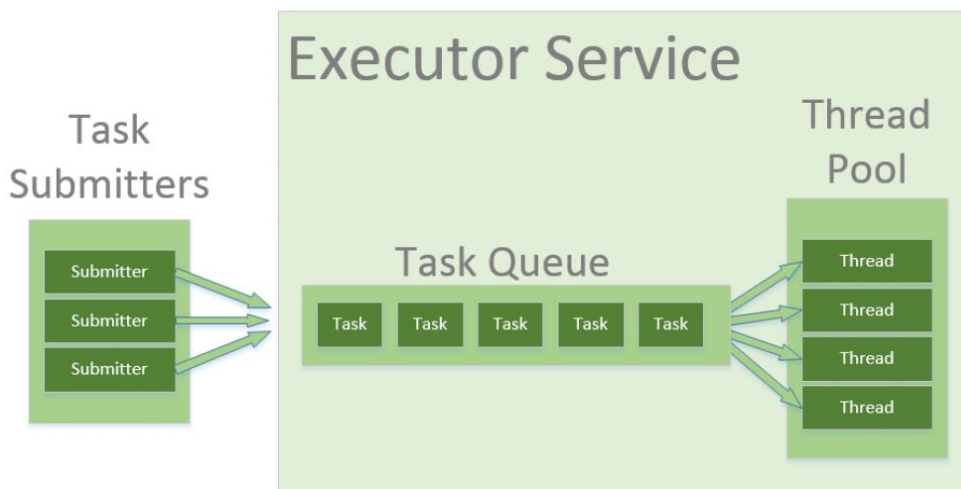 Executor Service
Task
Submitters
Submitter
Submitter
Submitter
Task Queue
Task Task Task Task Task
Thread
Pool
Thread
Thread
Thread
Thread